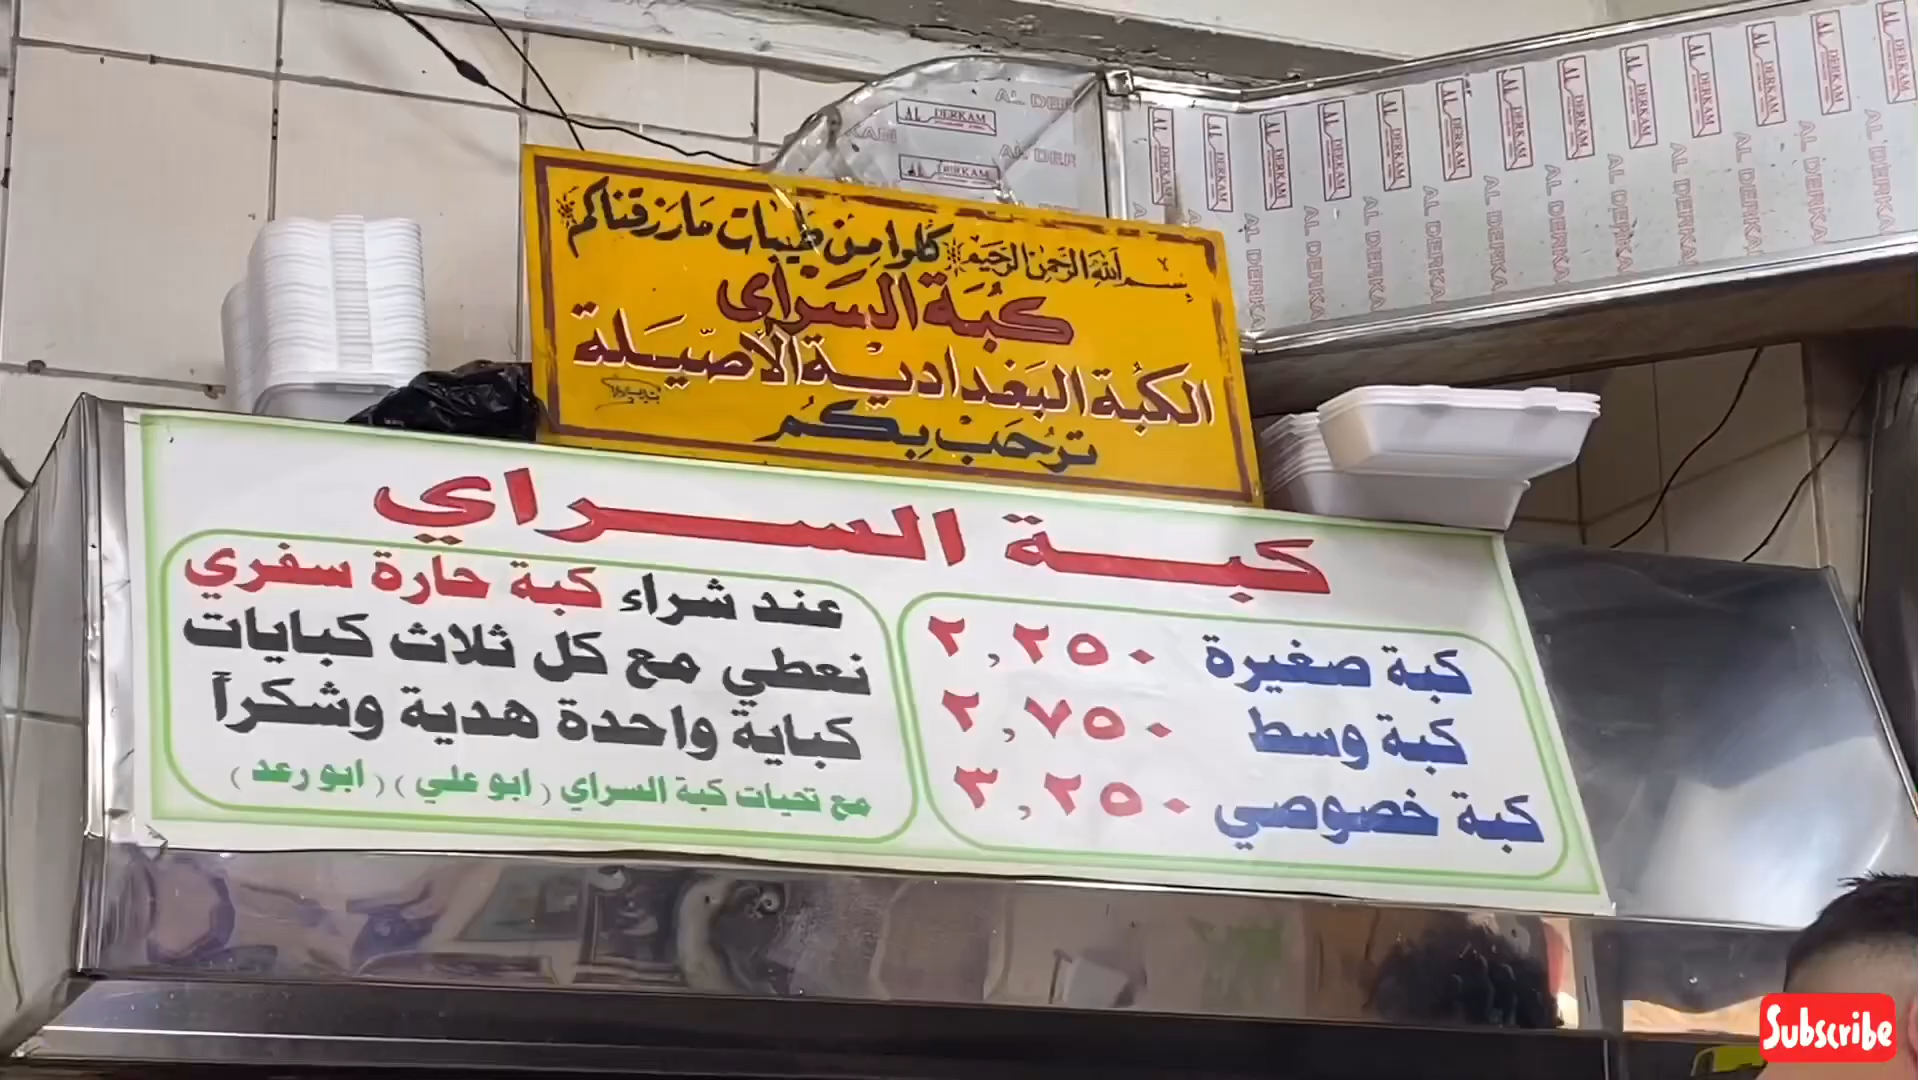 بسم الله الرحمن الرحيم كلوا من طيبات ما رزقناكم
كبة السراي
الكبة البغدادية الأصيلة
ترحب بكم
كبة السراي
كبة صغيرة ٢,٢٥٠
كبة وسط ٢,٧٥٠
كبة خصوصي ٣,٢٥٠
عند شراء كبة حارة سفري
نعطي مع كل ثلاث كبايات
كباية واحدة هدية وشكراً
مع تحيات كبة السراي (ابو علي) (ابو رعد)
AL DERKAM
Subscribe